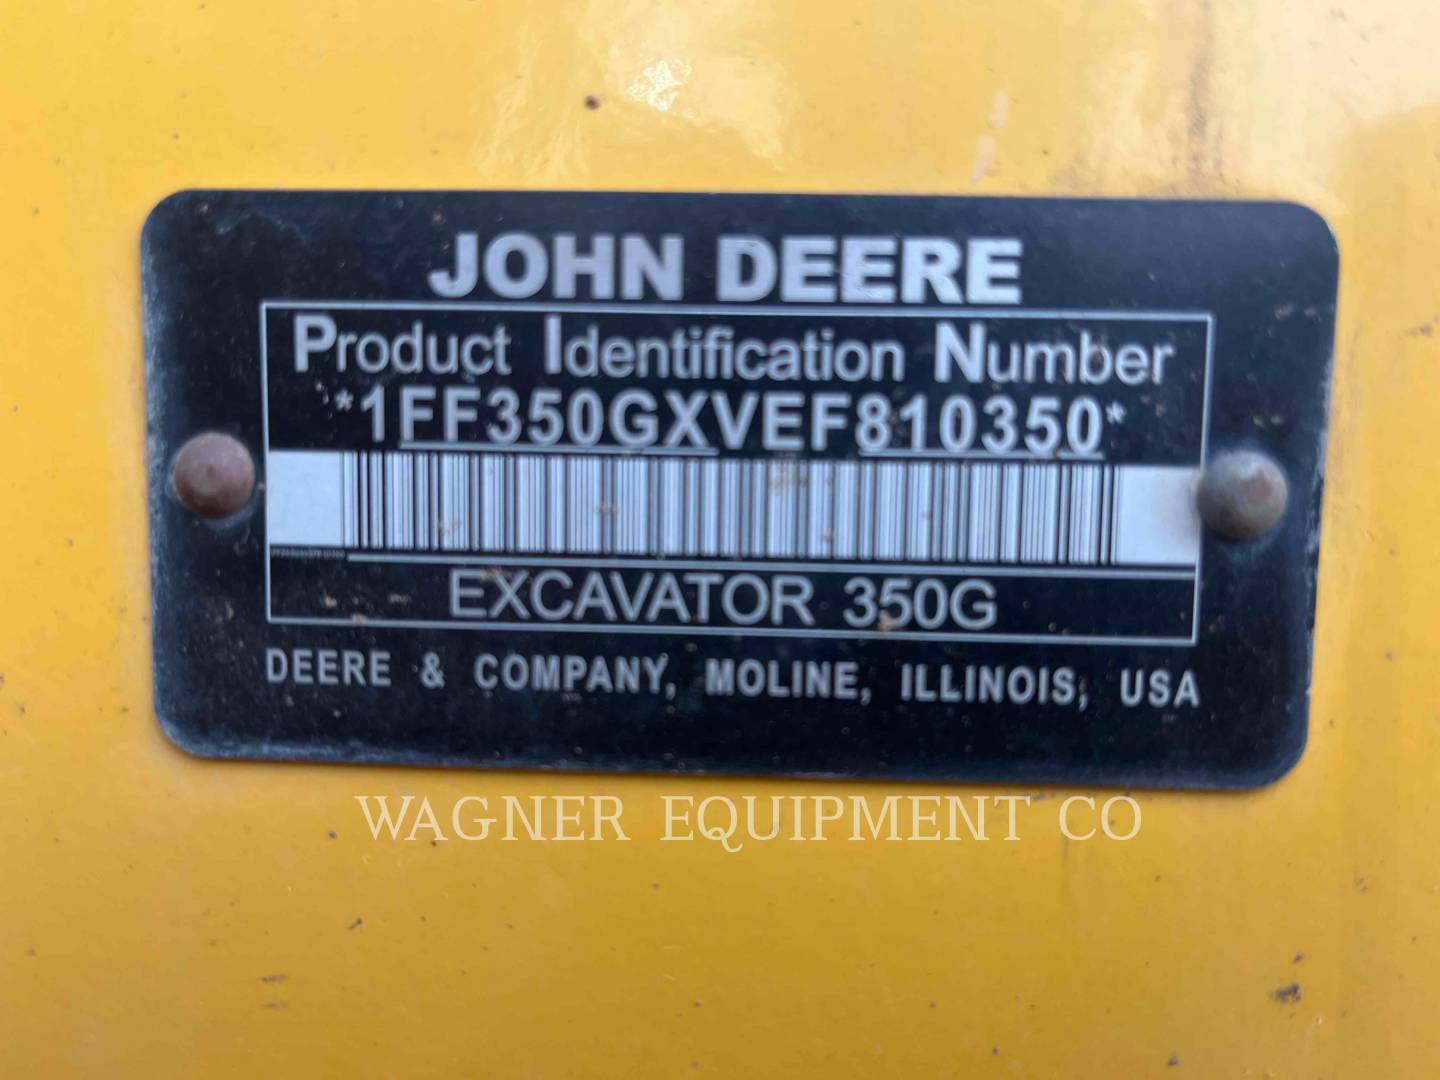 JOHN DEERE
Product Identification Number
*1FF350GXVEF810350*
EXCAVATOR 350G
DEERE & COMPANY, MOLINE, ILLINOIS, USA
WAGNER EQUIPMENT CO